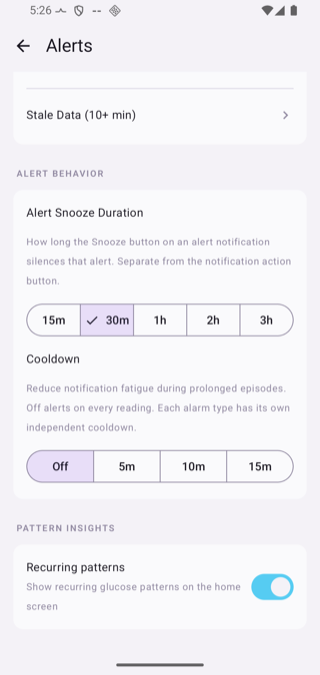 5:26
Alerts
Stale Data (10+ min)
ALERT BEHAVIOR
Alert Snooze Duration
How long the Snooze button on an alert notification
silences that alert. Separate from the notification action
button.
15m 30m 1h 2h 3h
Cooldown
Reduce notification fatigue during prolonged episodes.
Off alerts on every reading. Each alarm type has its own
independent cooldown.
Off 5m 10m 15m
PATTERN INSIGHTS
Recurring patterns
Show recurring glucose patterns on the home
screen